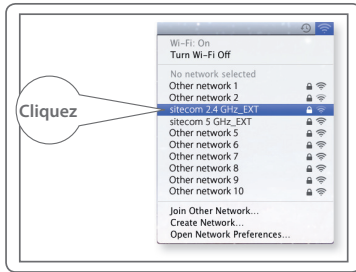 Wi-Fi: On
Turn Wi-Fi Off
No network selected
Other network 1
Other network 2
Cliquez
sitecom 2.4 GHz_EXT
sitecom 5 GHz_EXT
Other network 5
Other network 6
Other network 7
Other network 8
Other network 9
Other network 10
Join Other Network...
Create Network...
Open Network Preferences...